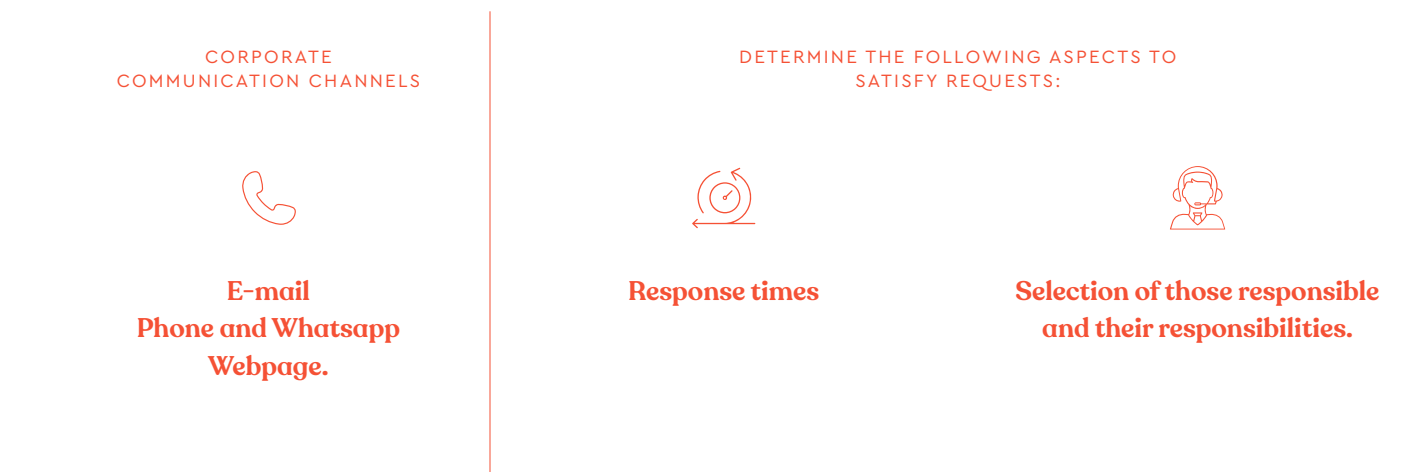 CORPORATE
COMMUNICATION CHANNELS
E-mail
Phone and Whatsapp
Webpage.
DETERMINE THE FOLLOWING ASPECTS TO
SATISFY REQUESTS:
Response times
Selection of those responsible
and their responsibilities.